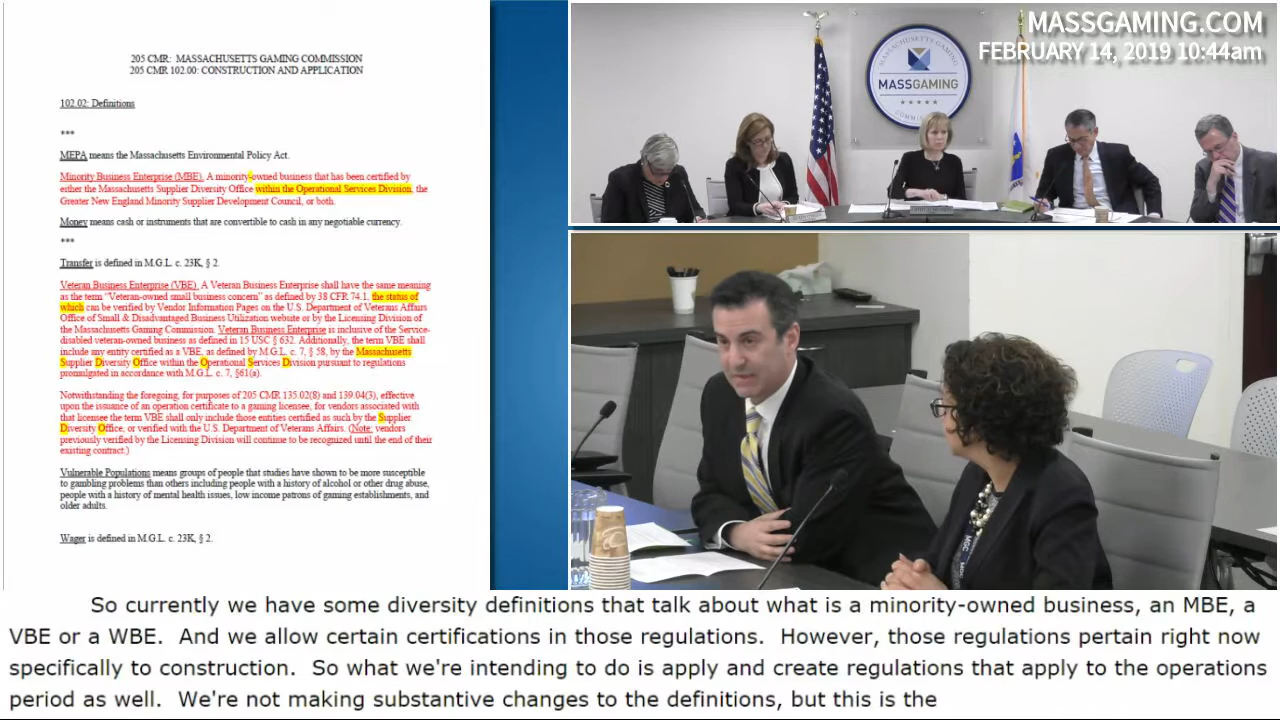 205 CMR: MASSACHUSETTS GAMING COMMISSION
205 CMR 102.00: CONSTRUCTION AND APPLICATION
102.02: Definitions
***
MEPA means the Massachusetts Environmental Policy Act.
Minority Business Enterprise (MBE). A minority-owned business that has been certified by
either the Massachusetts Supplier Diversity Office within the Operational Services Division, the
Greater New England Minority Supplier Development Council, or both.
Money means cash or instruments that are convertible to cash in any negotiable currency.
***
Transfer is defined in M.G.L. c. 23K, § 2.
Veteran Business Enterprise (VBE). A Veteran Business Enterprise shall have the same meaning
as the term "Veteran-owned small business concern" as defined by 38 CFR 74.1, the status of
which can be verified by Vendor Information Pages on the U.S. Department of Veterans Affairs
Office of Small & Disadvantaged Business Utilization website or by the Licensing Division of
the Massachusetts Gaming Commission. Veteran Business Enterprise is inclusive of the Service-
disabled veteran-owned business as defined in 15 USC § 632. Additionally, the term VBE shall
include any entity certified as a VBE, as defined by M.G.L. c. 7, § 58, by the Massachusetts
Supplier Diversity Office within the Operational Services Division pursuant to regulations
promulgated in accordance with M.G.L. c. 7, §61(a).
Notwithstanding the foregoing, for purposes of 205 CMR 135.02(8) and 139.04(3), effective
upon the issuance of an operation certificate to a gaming licensee, for vendors associated with
that licensee the term VBE shall only include those entities certified as such by the Supplier
Diversity Office, or verified with the U.S. Department of Veterans Affairs. (Note: vendors
previously verified by the Licensing Division will continue to be recognized until the end of their
existing contract.)
Vulnerable Populations means groups of people that studies have shown to be more susceptible
to gambling problems than others including people with a history of alcohol or other drug abuse,
people with a history of mental health issues, low income patrons of gaming establishments, and
older adults.
Wager is defined in M.G.L. c. 23K, § 2.
MASSGAMING.COM
FEBRUARY 14, 2019 10:44am
MASSACHUSETTS GAMING
MASSGAMING
★★★★★
MGC
So currently we have some diversity definitions that talk about what is a minority-owned business, an MBE, a
VBE or a WBE. And we allow certain certifications in those regulations. However, those regulations pertain right now
specifically to construction. So what we're intending to do is apply and create regulations that apply to the operations
period as well. We're not making substantive changes to the definitions, but this is the